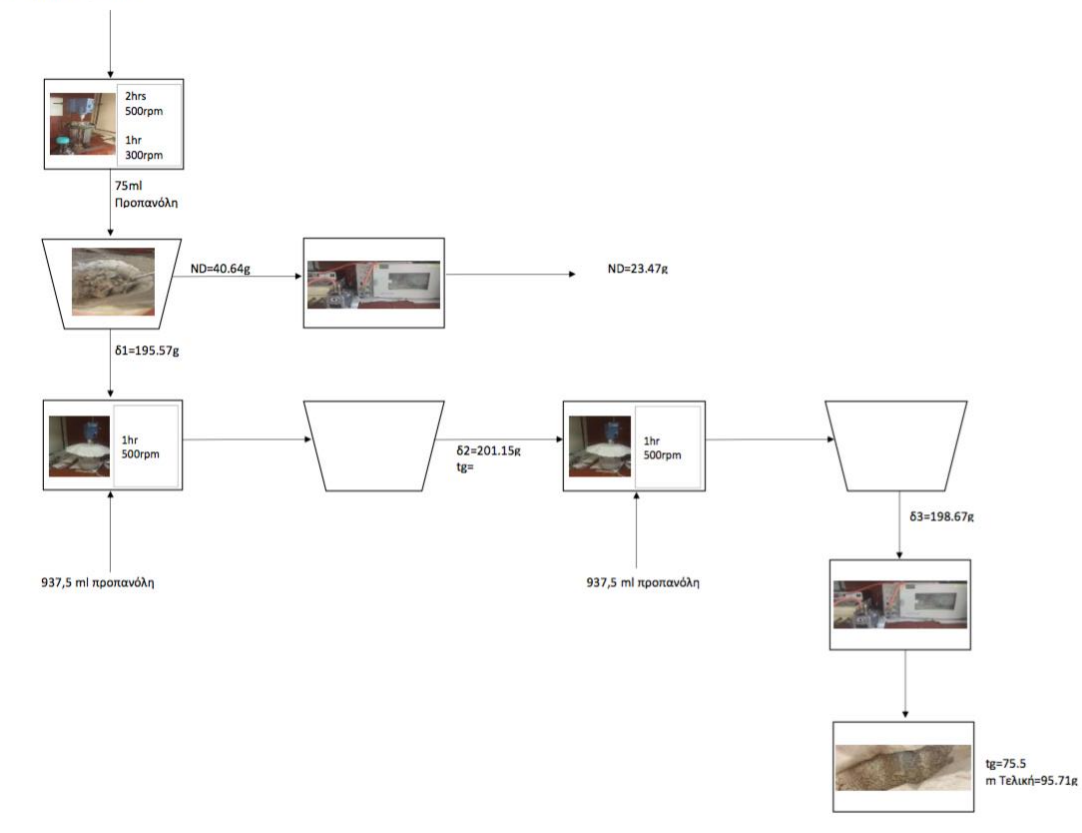 2hrs
500rpm
1hr
300rpm
75ml
Προπανόλη
ND=40.64g
ND=23.47g
δ1=195.57g
1hr
500rpm
δ2=201.15g
tg=
1hr
500rpm
δ3=198.67g
937,5 ml προπανόλη
937,5 ml προπανόλη
tg=75.5
m Τελική=95.71g